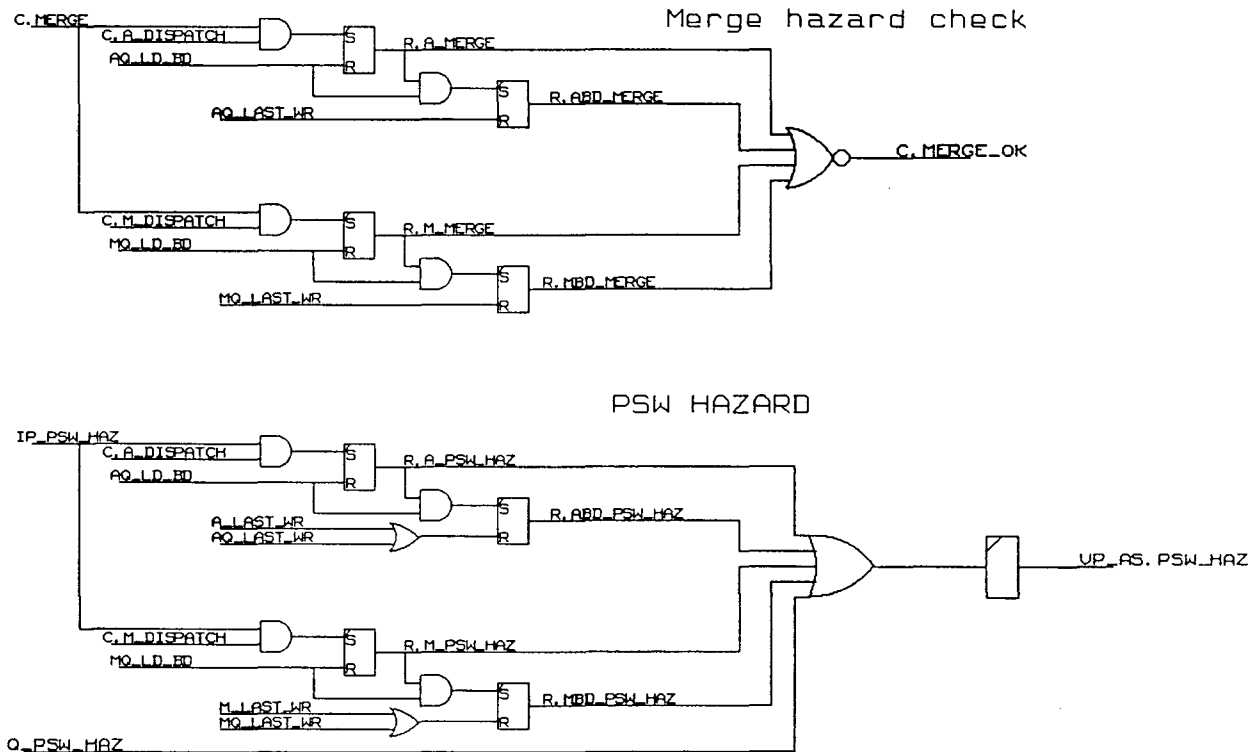 Merge hazard check
C.MERGE
C.A_DISPATCH
AQ_LD_BD
S
R
R.A_MERGE
S
R
R.ABD_MERGE
AQ_LAST_WR
C.MERGE_OK
C.M_DISPATCH
MQ_LD_BD
S
R
R.M_MERGE
S
R
R.MBD_MERGE
MQ_LAST_WR
PSW HAZARD
IP_PSW_HAZ
C.A_DISPATCH
AQ_LD_BD
S
R
R.A_PSW_HAZ
S
R
R.ABD_PSW_HAZ
A_LAST_WR
AQ_LAST_WR
VP_AS.PSW_HAZ
C.M_DISPATCH
MQ_LD_BD
S
R
R.M_PSW_HAZ
S
R
R.MBD_PSW_HAZ
M_LAST_WR
MQ_LAST_WR
Q_PSW_HAZ